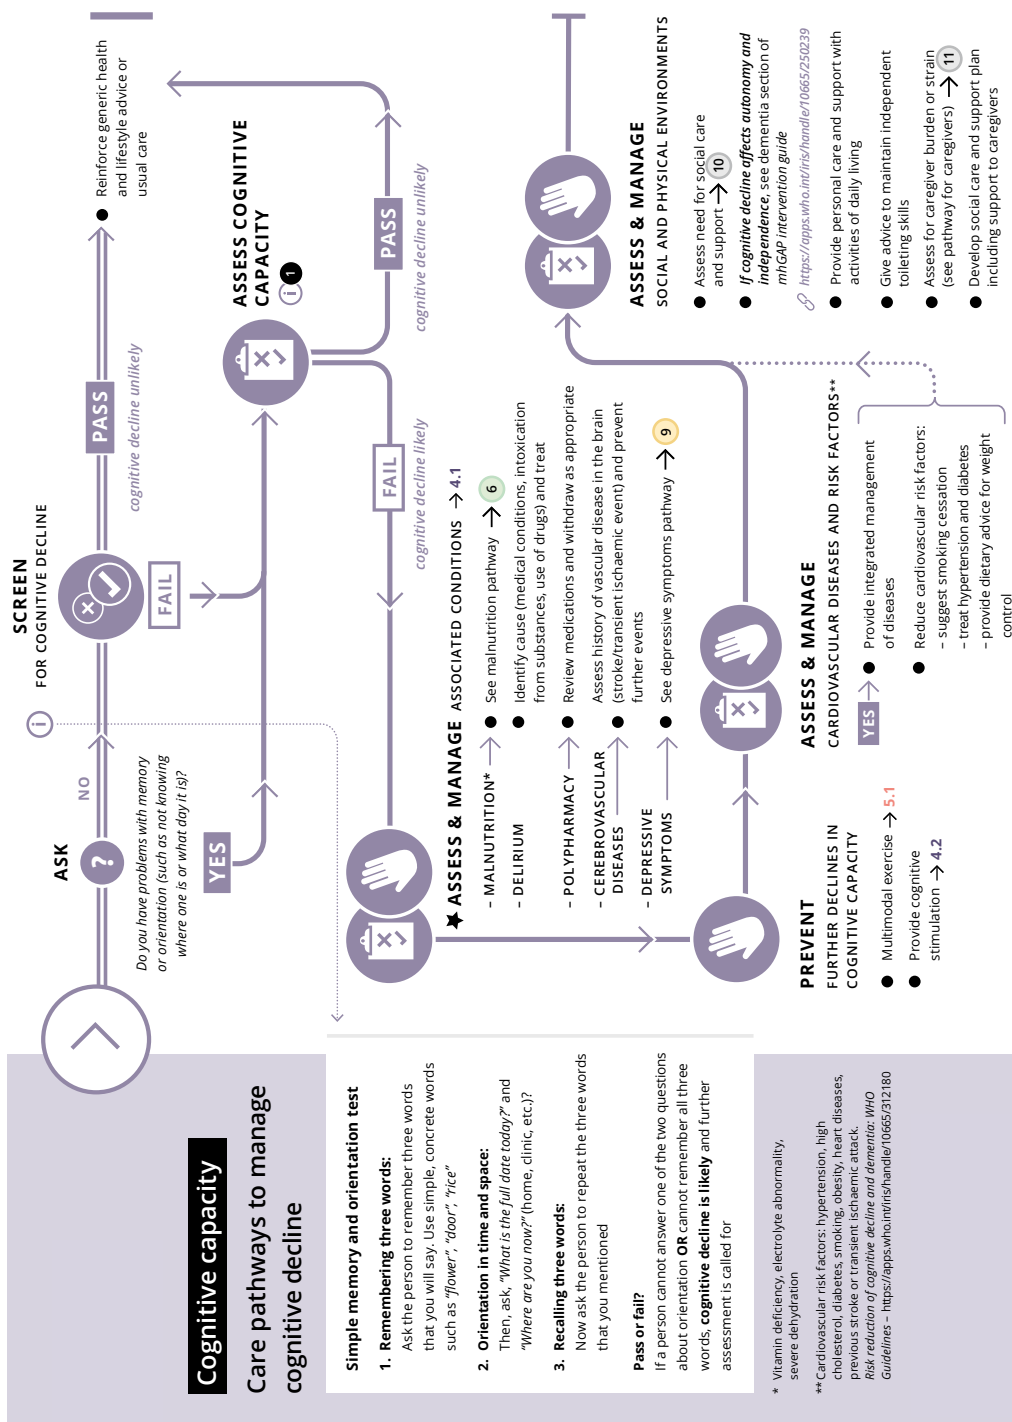 Cognitive capacity
Care pathways to manage
cognitive decline
Simple memory and orientation test
1. Remembering three words:
Ask the person to remember three words
that you will say. Use simple, concrete words
such as "flower", "door", "rice"
2. Orientation in time and space:
Then, ask, "What is the full date today?" and
"Where are you now?" (home, clinic, etc.)?
3. Recalling three words:
Now ask the person to repeat the three words
that you mentioned
Pass or fail?
If a person cannot answer one of the two questions
about orientation OR cannot remember all three
words, cognitive decline is likely and further
assessment is called for
* Vitamin deficiency, electrolyte abnormality,
severe dehydration
** Cardiovascular risk factors: hypertension, high
cholesterol, diabetes, smoking, obesity, heart diseases,
previous stroke or transient ischaemic attack.
Risk reduction of cognitive decline and dementia: WHO
Guidelines – https://apps.who.int/iris/handle/10665/312180
ASK
?
NO
Do you have problems with memory
or orientation (such as not knowing
where one is or what day it is)?
YES
SCREEN
FOR COGNITIVE DECLINE
i
FAIL
PASS
cognitive decline unlikely
● Reinforce generic health
and lifestyle advice or
usual care
ASSESS COGNITIVE
CAPACITY
i 1
PASS
cognitive decline unlikely
FAIL
cognitive decline likely
★ ASSESS & MANAGE ASSOCIATED CONDITIONS → 4.1
– MALNUTRITION* → ● See malnutrition pathway → 6
– DELIRIUM ● Identify cause (medical conditions, intoxication
from substances, use of drugs) and treat
– POLYPHARMACY → ● Review medications and withdraw as appropriate
– CEREBROVASCULAR
DISEASES → ● Assess history of vascular disease in the brain
(stroke/transient ischaemic event) and prevent
further events
– DEPRESSIVE
SYMPTOMS → ● See depressive symptoms pathway → 9
PREVENT
FURTHER DECLINES IN
COGNITIVE CAPACITY
● Multimodal exercise → 5.1
● Provide cognitive
stimulation → 4.2
ASSESS & MANAGE
CARDIOVASCULAR DISEASES AND RISK FACTORS**
YES → ● Provide integrated management
of diseases
● Reduce cardiovascular risk factors:
– suggest smoking cessation
– treat hypertension and diabetes
– provide dietary advice for weight
control
ASSESS & MANAGE
SOCIAL AND PHYSICAL ENVIRONMENTS
● Assess need for social care
and support → 10
● If cognitive decline affects autonomy and
independence, see dementia section of
mhGAP intervention guide
https://apps.who.int/iris/handle/10665/250239
● Provide personal care and support with
activities of daily living
● Give advice to maintain independent
toileting skills
● Assess for caregiver burden or strain
(see pathway for caregivers) → 11
● Develop social care and support plan
including support to caregivers